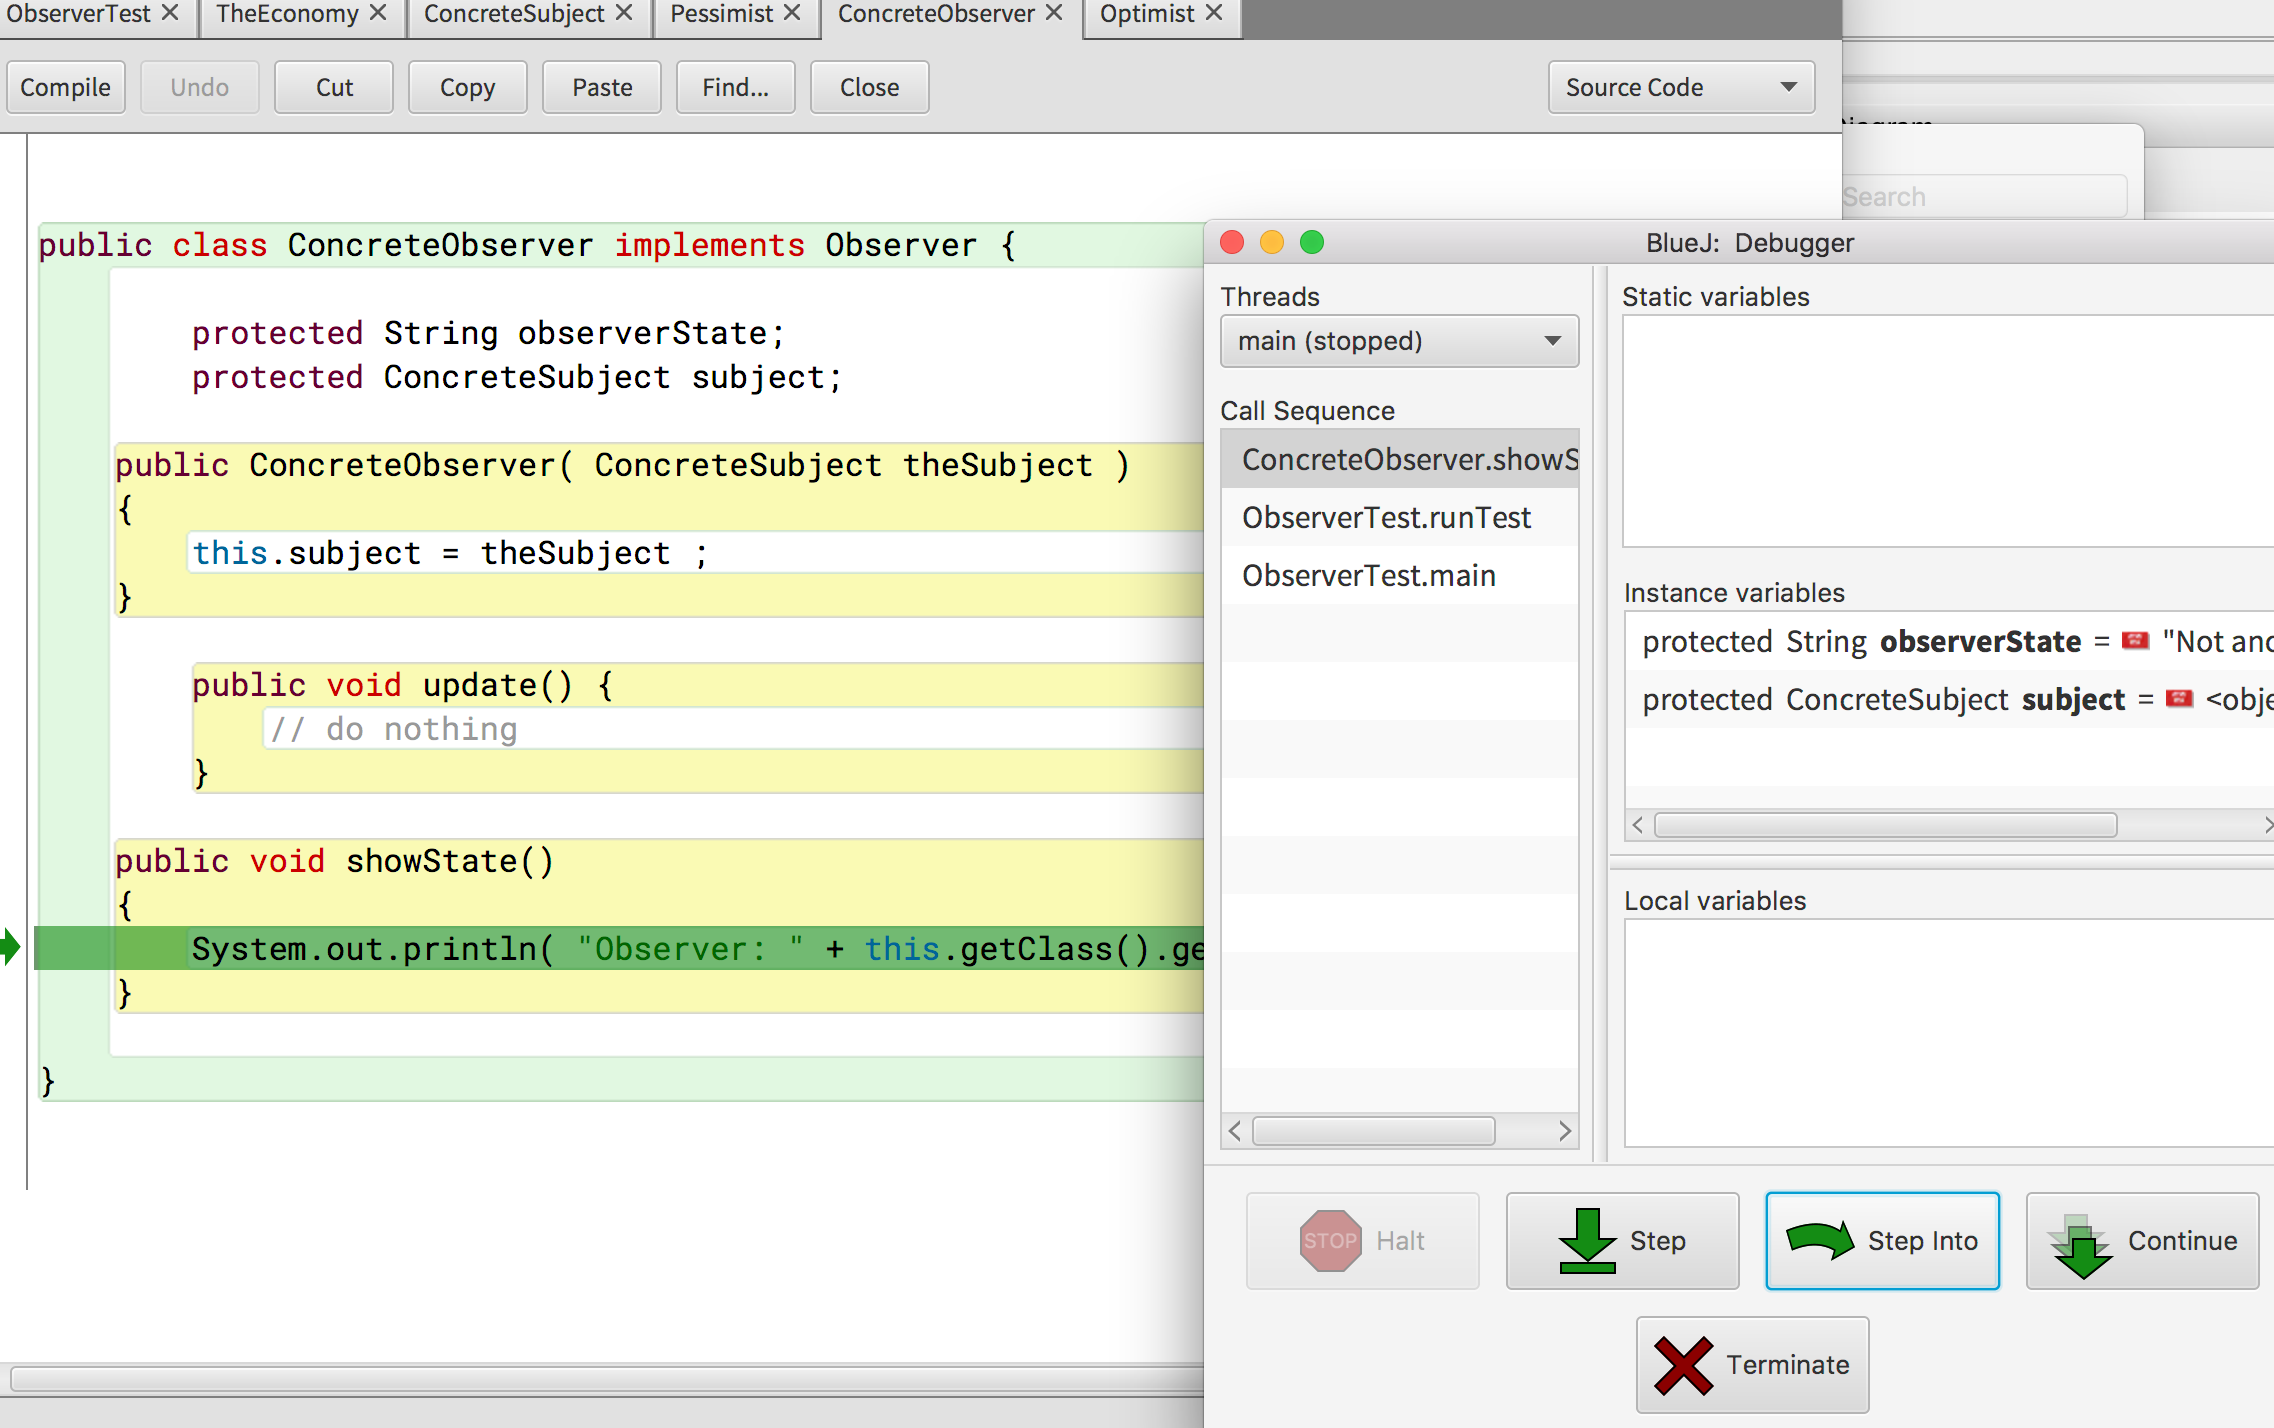 ObserverTest TheEconomy ConcreteSubject Pessimist ConcreteObserver Optimist
Compile Undo Cut Copy Paste Find... Close Source Code
Diagram
Search
public class ConcreteObserver implements Observer {
protected String observerState;
protected ConcreteSubject subject;
public ConcreteObserver( ConcreteSubject theSubject )
{
this.subject = theSubject ;
}
public void update() {
// do nothing
}
public void showState()
{
System.out.println( "Observer: " + this.getClass().ge
}
}
BlueJ: Debugger
Threads
main (stopped)
Call Sequence
ConcreteObserver.showS
ObserverTest.runTest
ObserverTest.main
Static variables
Instance variables
protected String observerState = "Not and
protected ConcreteSubject subject = <obje
Local variables
STOP Halt
Step
Step Into
Continue
Terminate